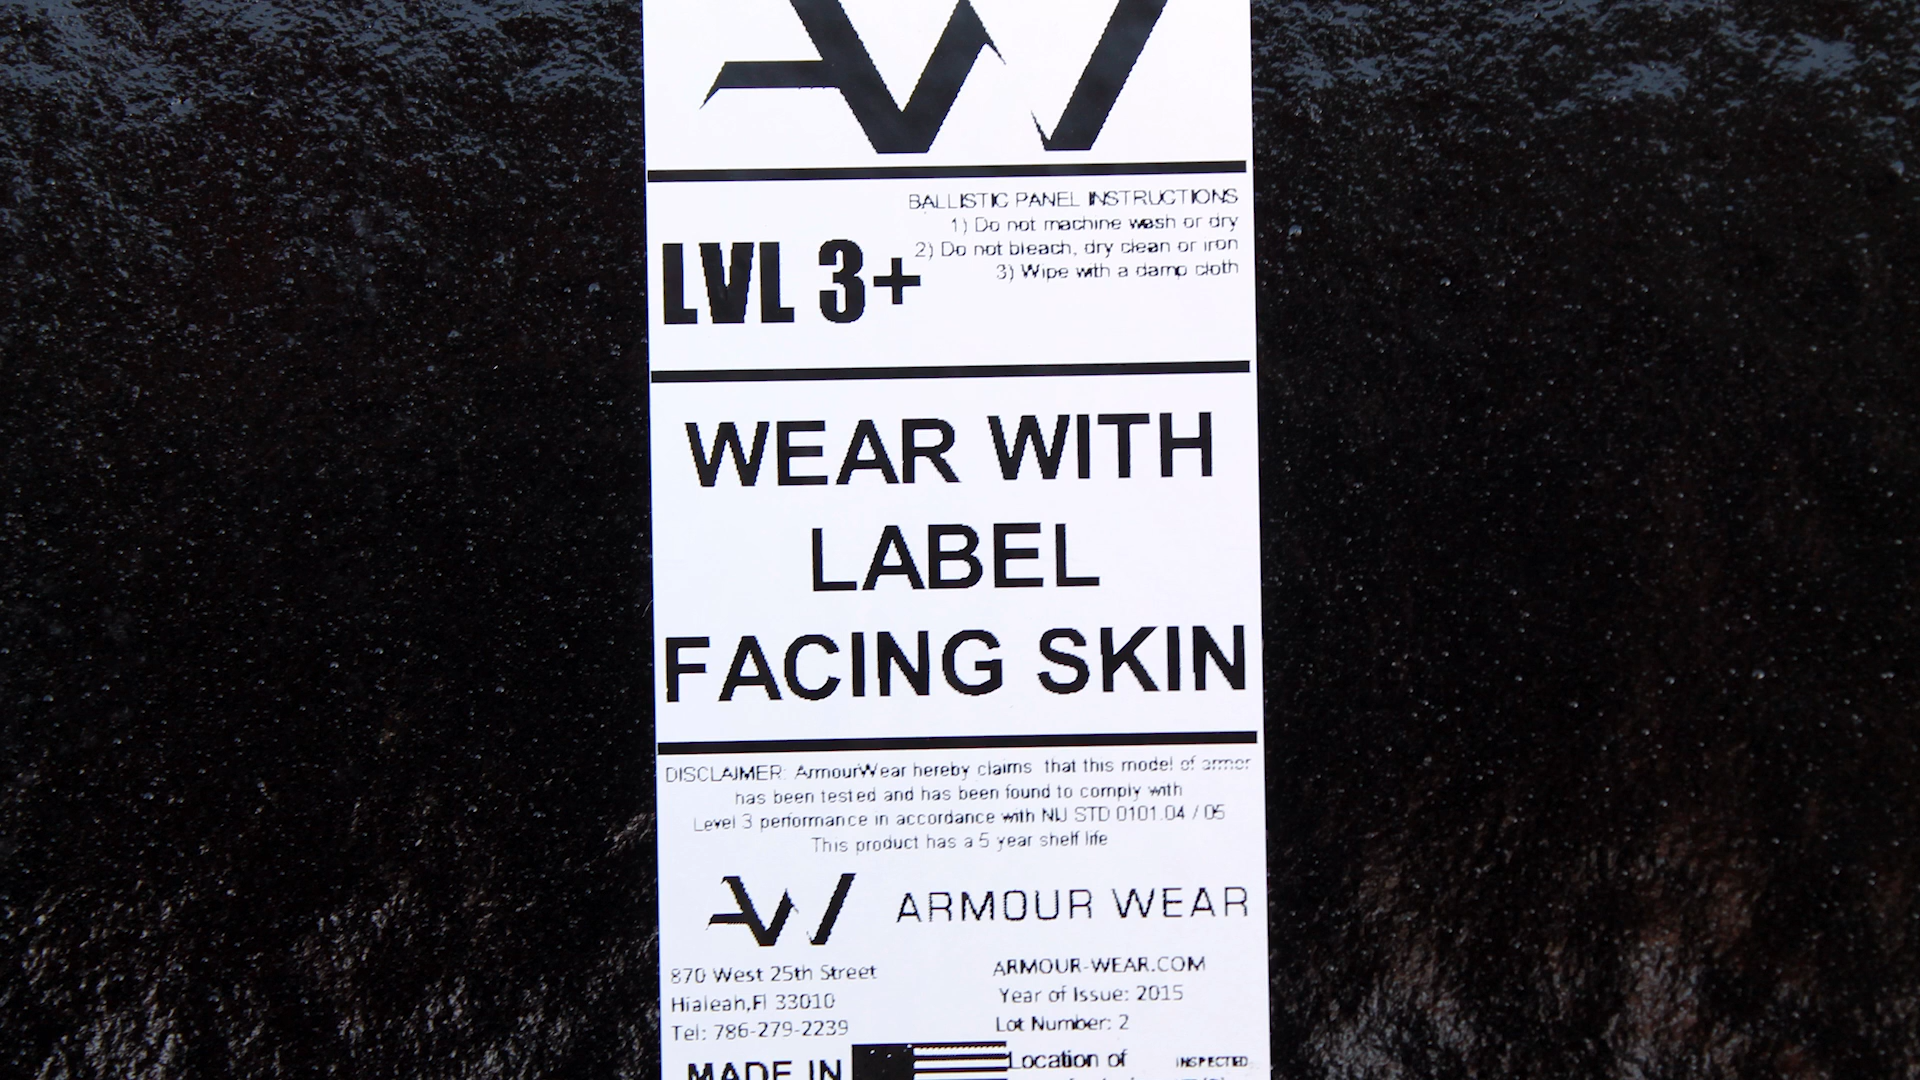 AW
BALLISTIC PANEL INSTRUCTIONS
1) Do not machine wash or dry
2) Do not bleach, dry clean or iron
3) Wipe with a damp cloth
LVL 3+
WEAR WITH
LABEL
FACING SKIN
DISCLAIMER: ArmourWear hereby claims that this model of armor
has been tested and has been found to comply with
Level 3 performance in accordance with NIJ STD 0101.04 / 05
This product has a 5 year shelf life
AW ARMOUR WEAR
870 West 25th Street
Hialeah,Fl 33010
Tel: 786-279-2239
ARMOUR-WEAR.COM
Year of Issue: 2015
Lot Number: 2
MADE IN
Location of
INSPECTED